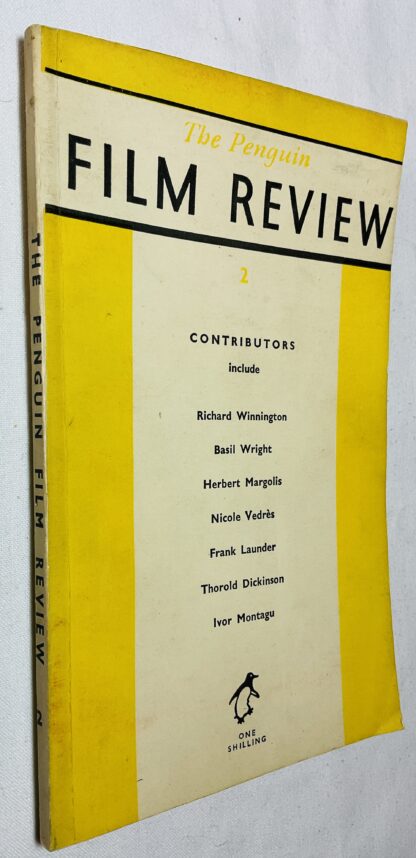 The Penguin
FILM REVIEW
2
CONTRIBUTORS
include
Richard Winnington
Basil Wright
Herbert Margolis
Nicole Vedrès
Frank Launder
Thorold Dickinson
Ivor Montagu
ONE
SHILLING
THE PENGUIN FILM REVIEW 2